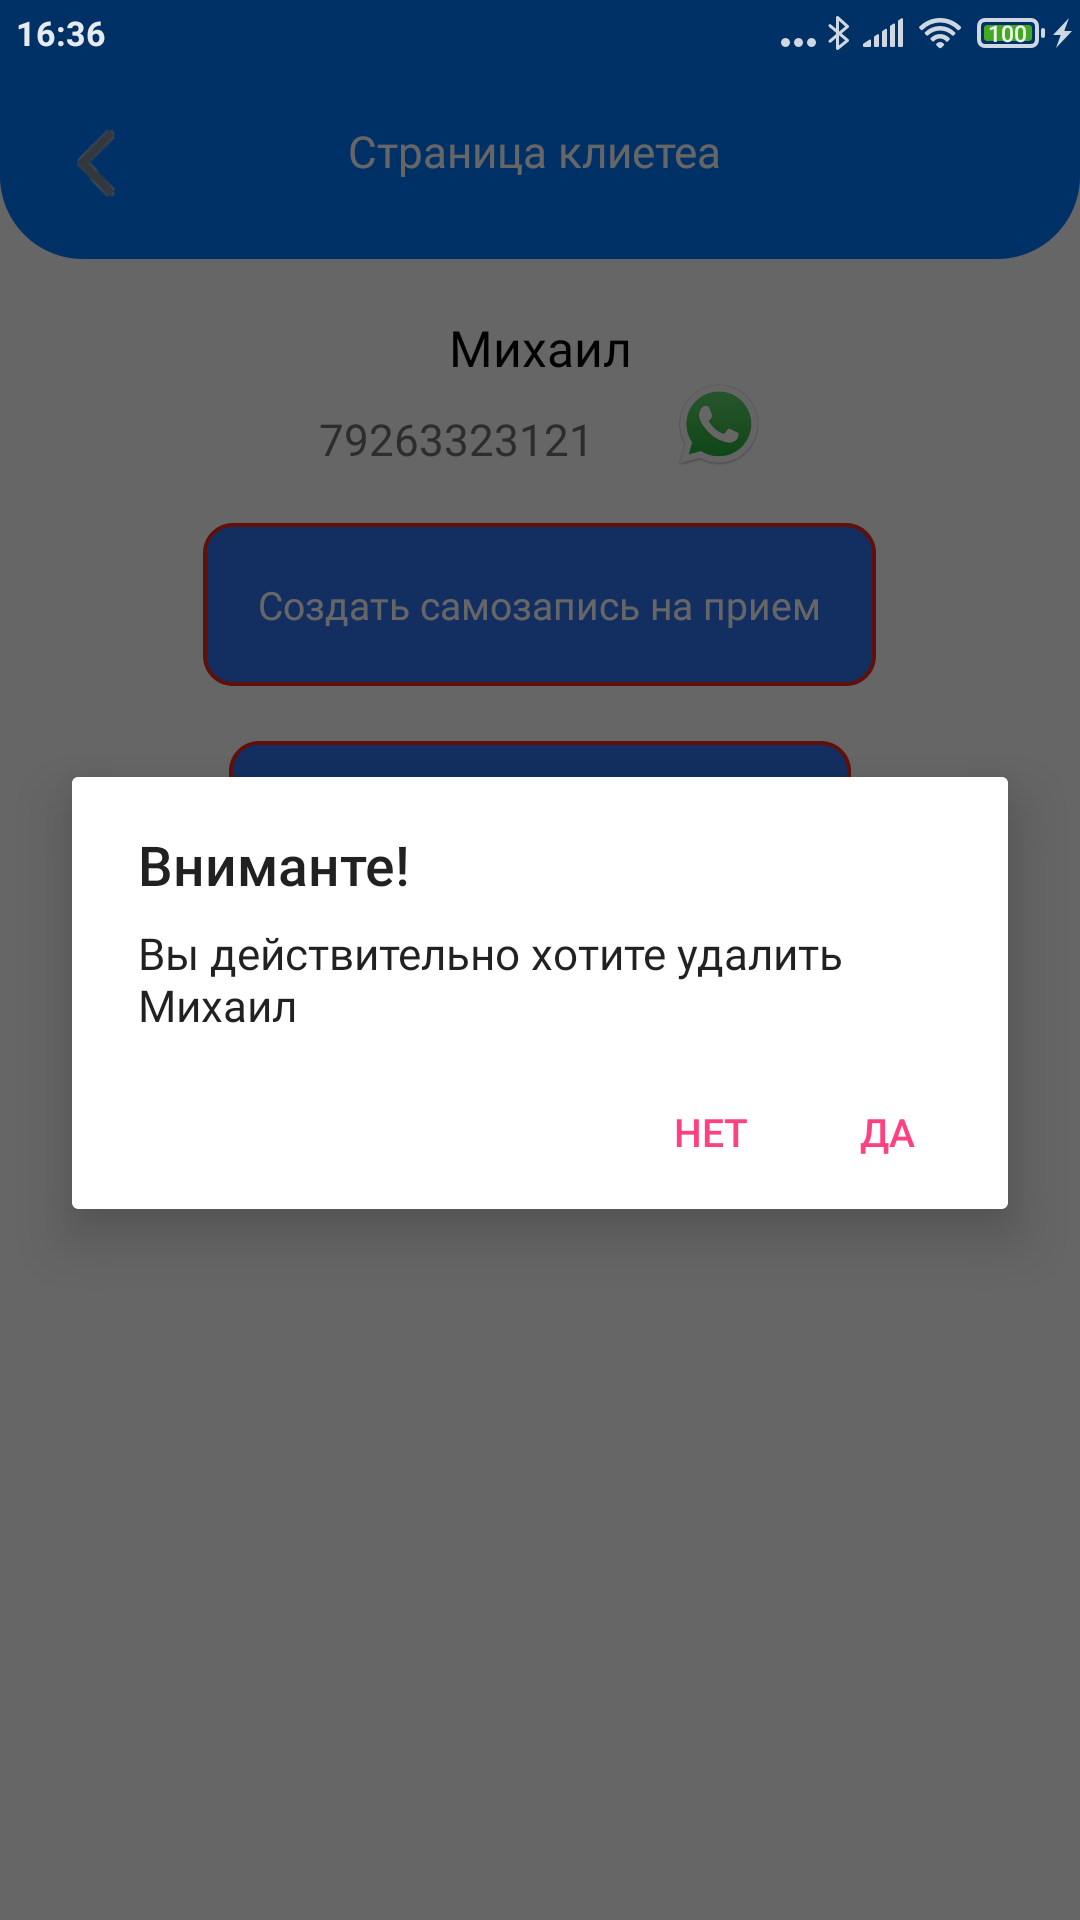 16:36
100
Страница клиетеа
Михаил
79263323121
Создать самозапись на прием
Вниманте!
Вы действительно хотите удалить
Михаил
НЕТ
ДА